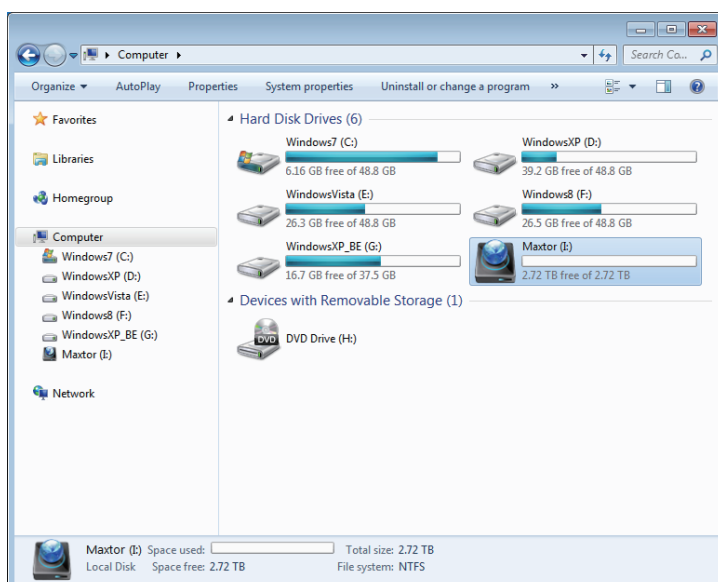 Computer
Search Co...
Organize AutoPlay Properties System properties Uninstall or change a program »
Favorites
Libraries
Homegroup
Computer
Windows7 (C:)
WindowsXP (D:)
WindowsVista (E:)
Windows8 (F:)
WindowsXP_BE (G:)
Maxtor (I:)
Network
Hard Disk Drives (6)
Windows7 (C:)
6.16 GB free of 48.8 GB
WindowsXP (D:)
39.2 GB free of 48.8 GB
WindowsVista (E:)
26.3 GB free of 48.8 GB
Windows8 (F:)
26.5 GB free of 48.8 GB
WindowsXP_BE (G:)
16.7 GB free of 37.5 GB
Maxtor (I:)
2.72 TB free of 2.72 TB
Devices with Removable Storage (1)
DVD
DVD Drive (H:)
Maxtor (I:) Space used: Total size: 2.72 TB
Local Disk Space free: 2.72 TB File system: NTFS